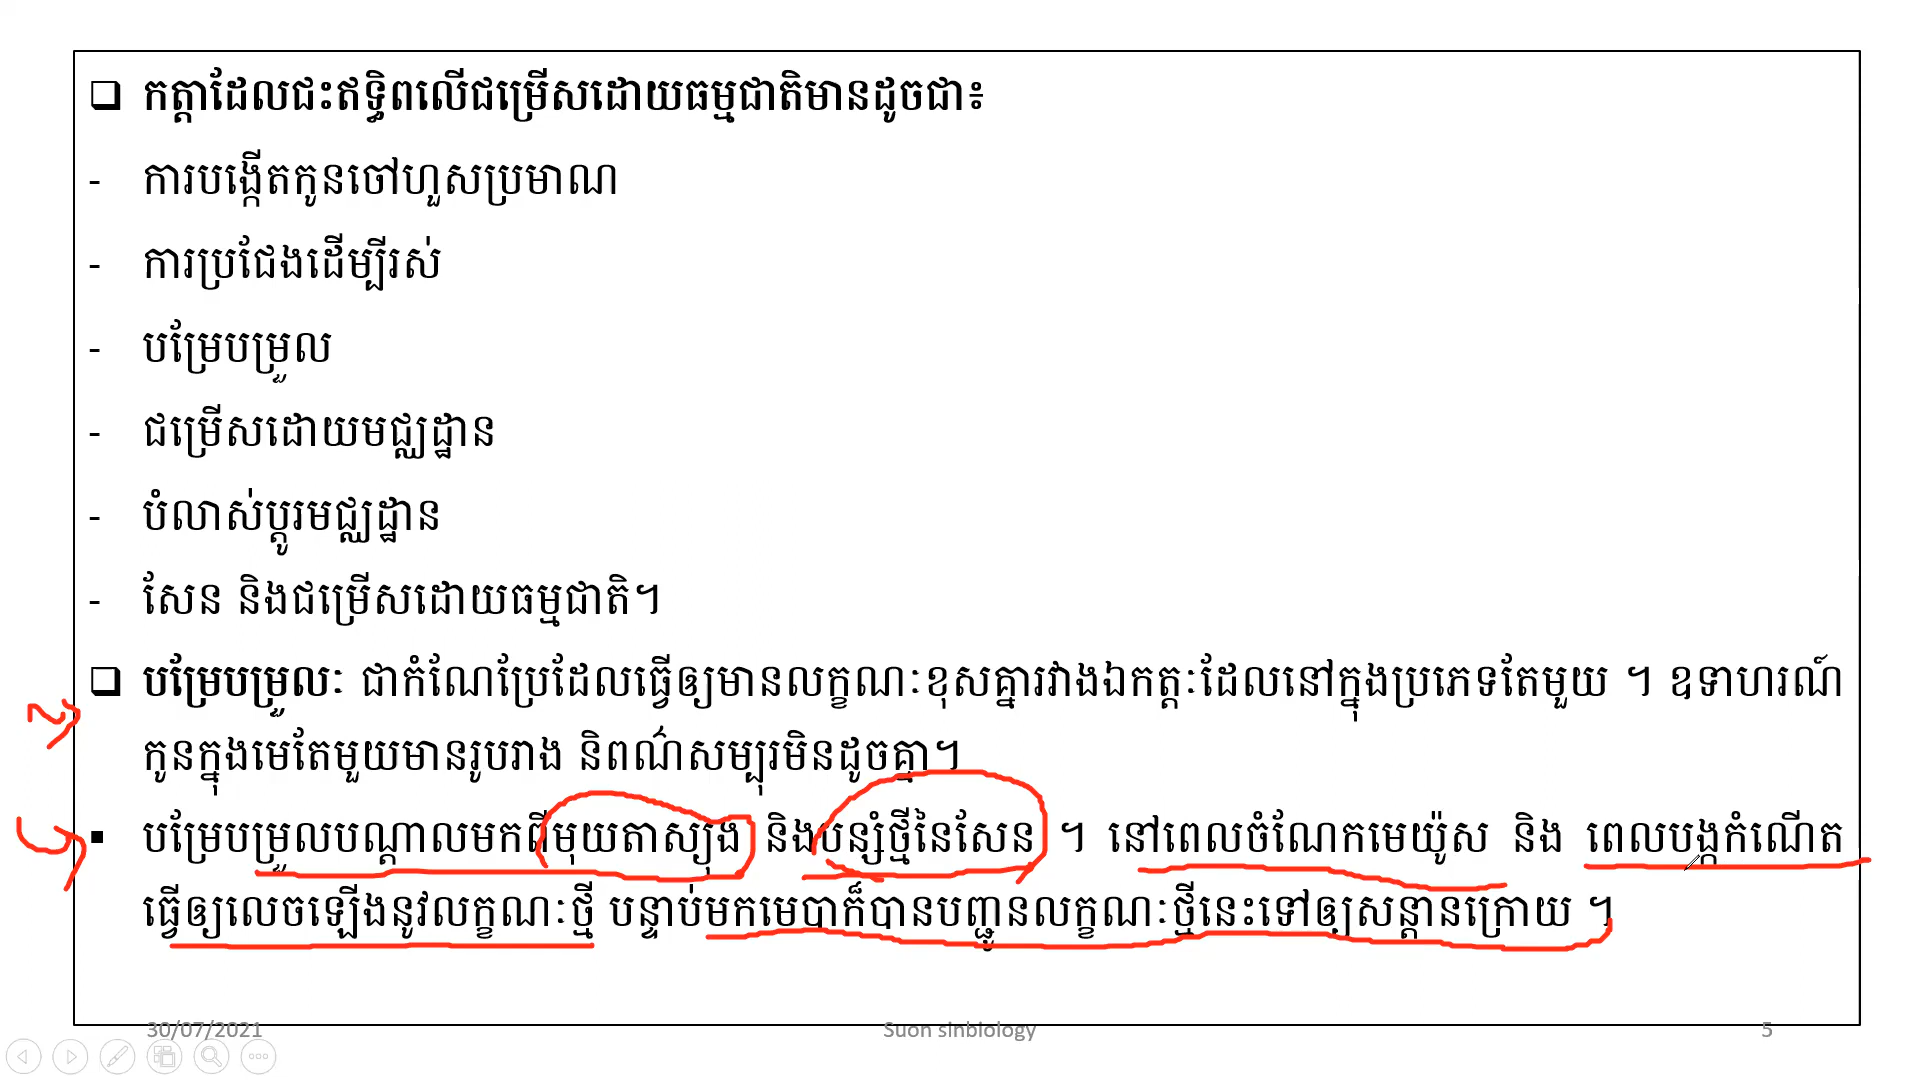 ❑ កត្តាដែលជះឥទ្ធិពលើជម្រើសដោយធម្មជាតិមានដូចជា៖
- ការបង្កើតកូនចៅហួសប្រមាណ
- ការប្រជែងដើម្បីរស់
- បម្រែបម្រួល
- ជម្រើសដោយមជ្ឈដ្ឋាន
- បំលាស់ប្តូរមជ្ឈដ្ឋាន
- សែន និងជម្រើសដោយធម្មជាតិ។
❑ បម្រែបម្រួលៈ ជាកំណែប្រែដែលធ្វើឲ្យមានលក្ខណៈខុសគ្នារវាងឯកត្តៈដែលនៅក្នុងប្រភេទតែមួយ ។ ឧទាហរណ៍
កូនក្នុងមេតែមួយមានរូបរាង និពណ៌សម្បុរមិនដូចគ្នា។
▪ បម្រែបម្រួលបណ្តាលមកពីមុយតាស្យុង និងបន្សំថ្មីនៃសែន ។ នៅពេលចំណែកមេយ៉ូស និង ពេលបង្កកំណើត
ធ្វើឲ្យលេចឡើងនូវលក្ខណៈថ្មី បន្ទាប់មកមេបាក៏បានបញ្ជូនលក្ខណៈថ្មីនេះទៅឲ្យសន្តានក្រោយ ។
30/07/2021 Suon sinbiology 5